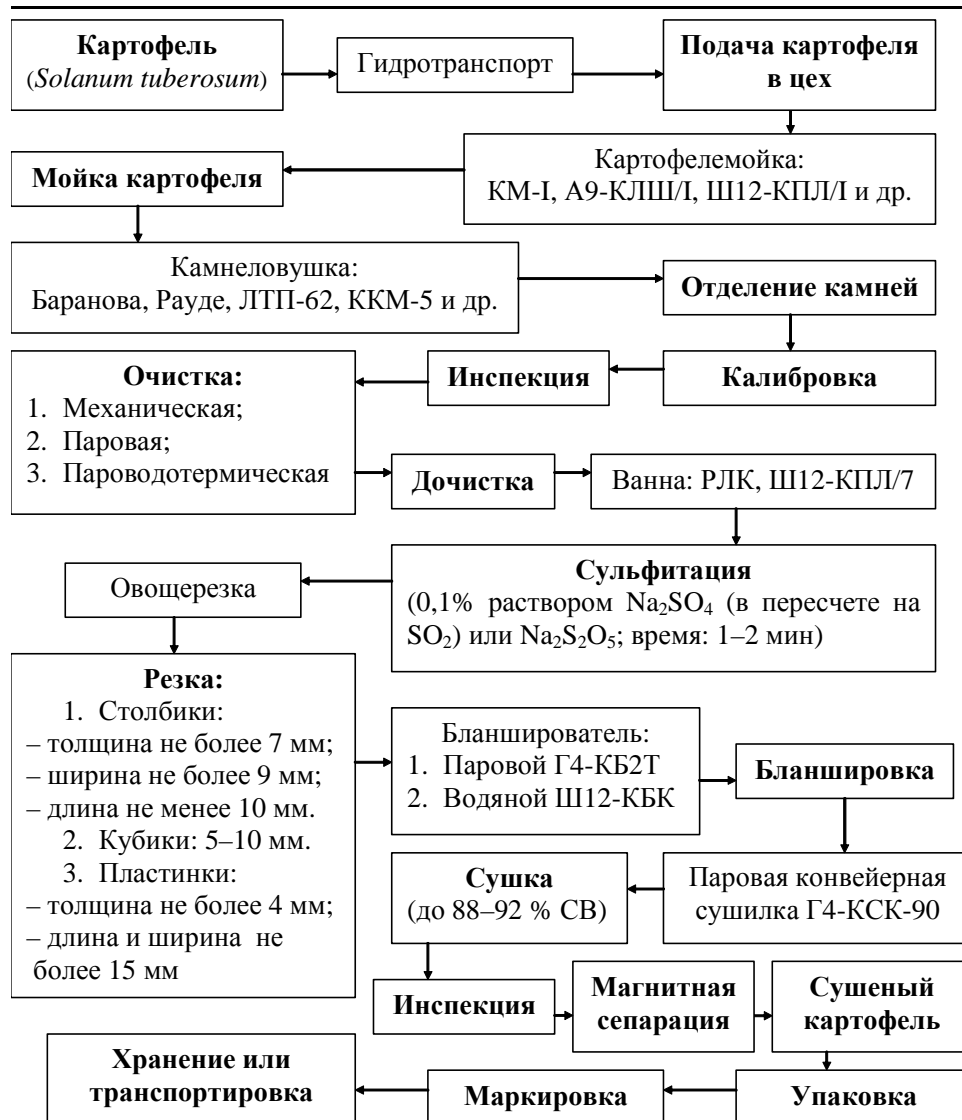 Картофель
(Solanum tuberosum)
Гидротранспорт
Подача картофеля
в цех
Картофелемойка:
КМ-I, А9-КЛШ/I, Ш12-КПЛ/I и др.
Мойка картофеля
Камнеловушка:
Баранова, Рауде, ЛТП-62, ККМ-5 и др.
Отделение камней
Калибровка
Инспекция
Очистка:
1. Механическая;
2. Паровая;
3. Пароводотермическая
Дочистка
Ванна: РЛК, Ш12-КПЛ/7
Сульфитация
(0,1% раствором Na₂SO₄ (в пересчете на
SO₂) или Na₂S₂O₅; время: 1–2 мин)
Овощерезка
Резка:
1. Столбики:
– толщина не более 7 мм;
– ширина не более 9 мм;
– длина не менее 10 мм.
2. Кубики: 5–10 мм.
3. Пластинки:
– толщина не более 4 мм;
– длина и ширина не
более 15 мм
Бланширователь:
1. Паровой Г4-КБ2Т
2. Водяной Ш12-КБК
Бланшировка
Паровая конвейерная
сушилка Г4-КСК-90
Сушка
(до 88–92 % СВ)
Инспекция
Магнитная
сепарация
Сушеный
картофель
Упаковка
Маркировка
Хранение или
транспортировка